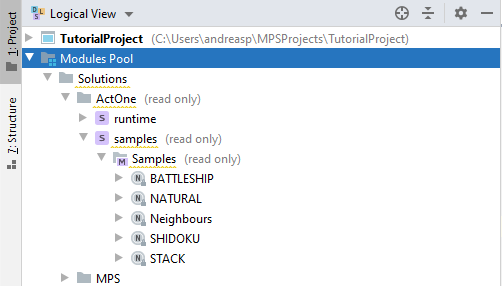 1: Project
7: Structure
Logical View
TutorialProject (C:\Users\andreasp\MPSProjects\TutorialProject)
Modules Pool
Solutions
ActOne (read only)
S runtime
S samples (read only)
M Samples (read only)
N BATTLESHIP
N NATURAL
N Neighbours
N SHIDOKU
N STACK
MPS